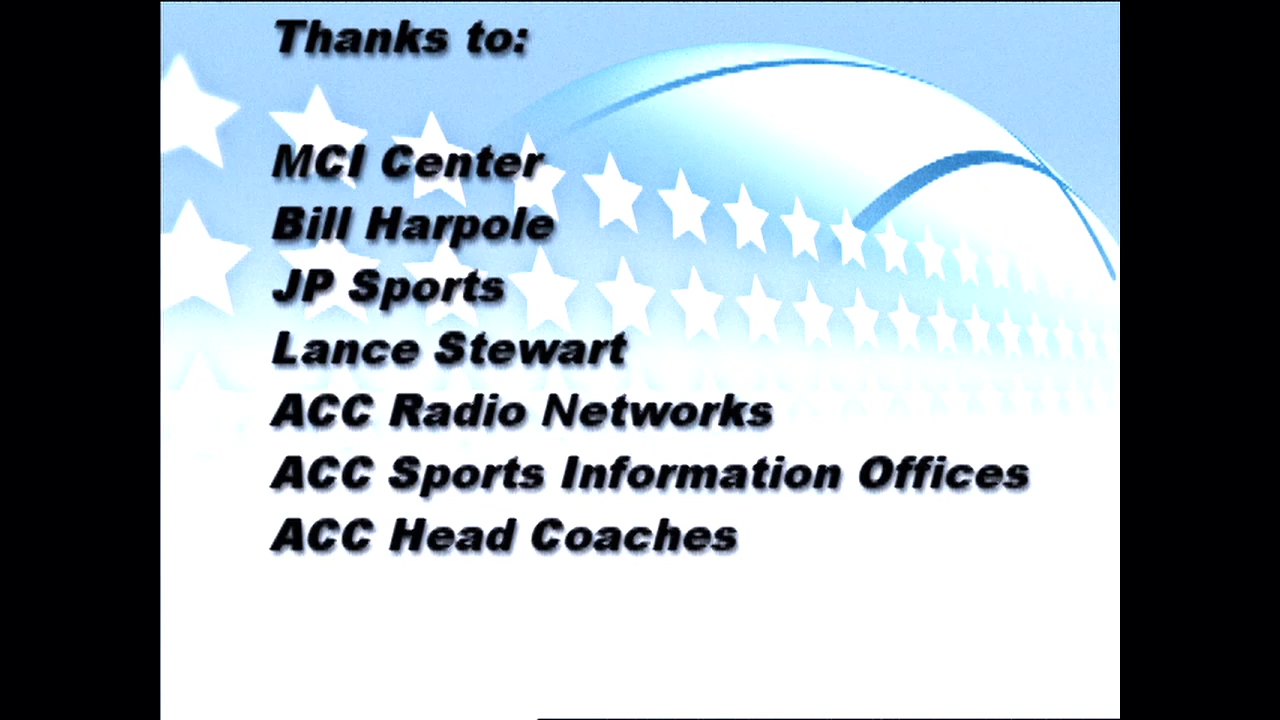 Thanks to:
MCI Center
Bill Harpole
JP Sports
Lance Stewart
ACC Radio Networks
ACC Sports Information Offices
ACC Head Coaches